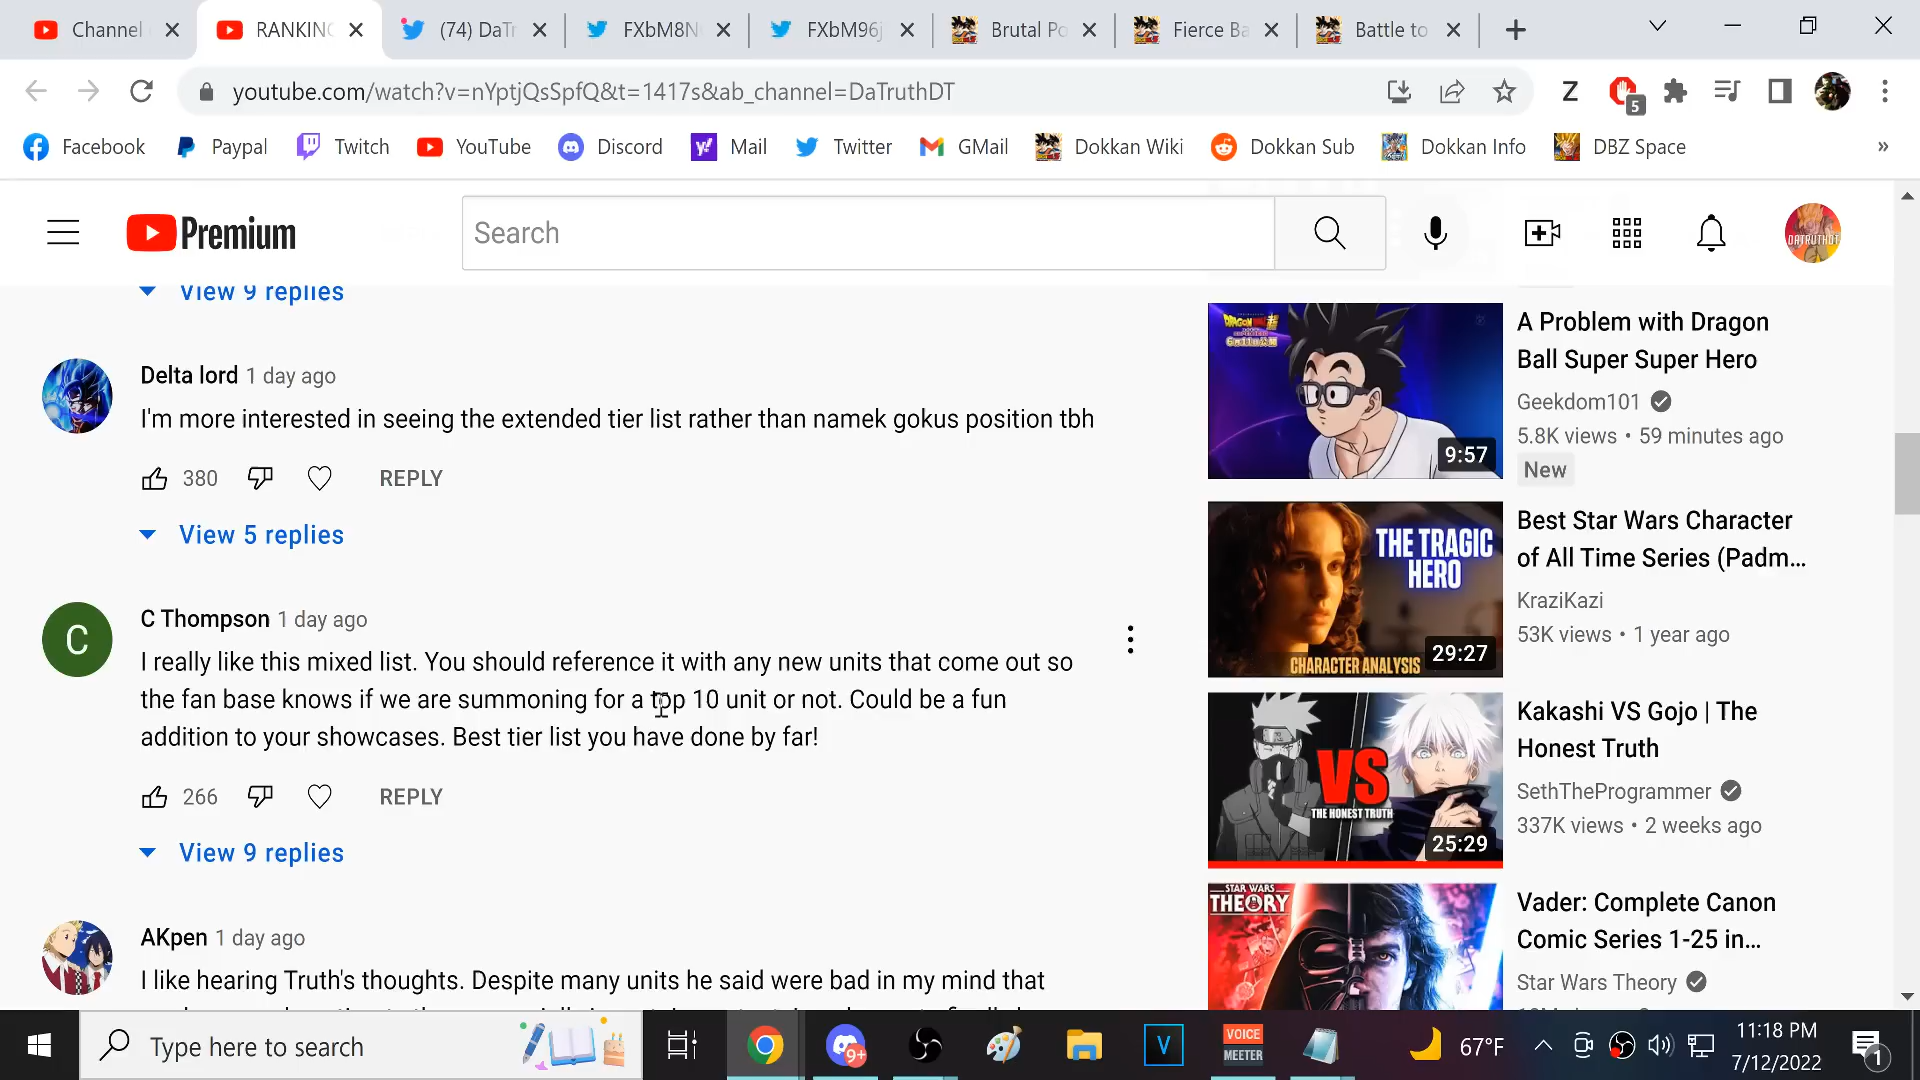 Channel
RANKING
(74) DaTr
FXbM8N
FXbM96j
Brutal Po
Fierce Ba
Battle to
youtube.com/watch?v=nYptjQsSpfQ&t=1417s&ab_channel=DaTruthDT
Z
5
Facebook
Paypal
Twitch
YouTube
Discord
Mail
Twitter
GMail
Dokkan Wiki
Dokkan Sub
Dokkan Info
DBZ Space
»
Premium
Search
DATRUTHDT
View 9 replies
Delta lord 1 day ago
I'm more interested in seeing the extended tier list rather than namek gokus position tbh
380
REPLY
View 5 replies
C
C Thompson 1 day ago
I really like this mixed list. You should reference it with any new units that come out so
the fan base knows if we are summoning for a top 10 unit or not. Could be a fun
addition to your showcases. Best tier list you have done by far!
266
REPLY
View 9 replies
AKpen 1 day ago
I like hearing Truth's thoughts. Despite many units he said were bad in my mind that
9:57
A Problem with Dragon
Ball Super Super Hero
Geekdom101
5.8K views • 59 minutes ago
New
THE TRAGIC
HERO
CHARACTER ANALYSIS
29:27
Best Star Wars Character
of All Time Series (Padm...
KraziKazi
53K views • 1 year ago
VS
THE HONEST TRUTH
25:29
Kakashi VS Gojo | The
Honest Truth
SethTheProgrammer
337K views • 2 weeks ago
STAR WARS
THEORY
Vader: Complete Canon
Comic Series 1-25 in...
Star Wars Theory
Type here to search
9+
V
VOICE
MEETER
67°F
11:18 PM
7/12/2022
1